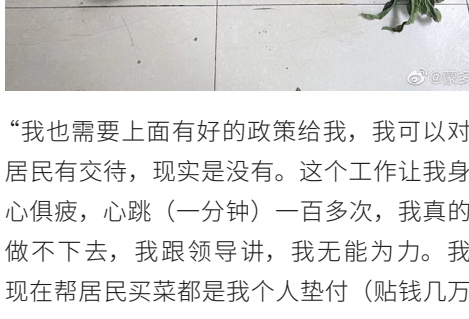 “我也需要上面有好的政策给我，我可以对
居民有交待，现实是没有。这个工作让我身
心俱疲，心跳（一分钟）一百多次，我真的
做不下去，我跟领导讲，我无能为力。我
现在帮居民买菜都是我个人垫付（贴钱几万